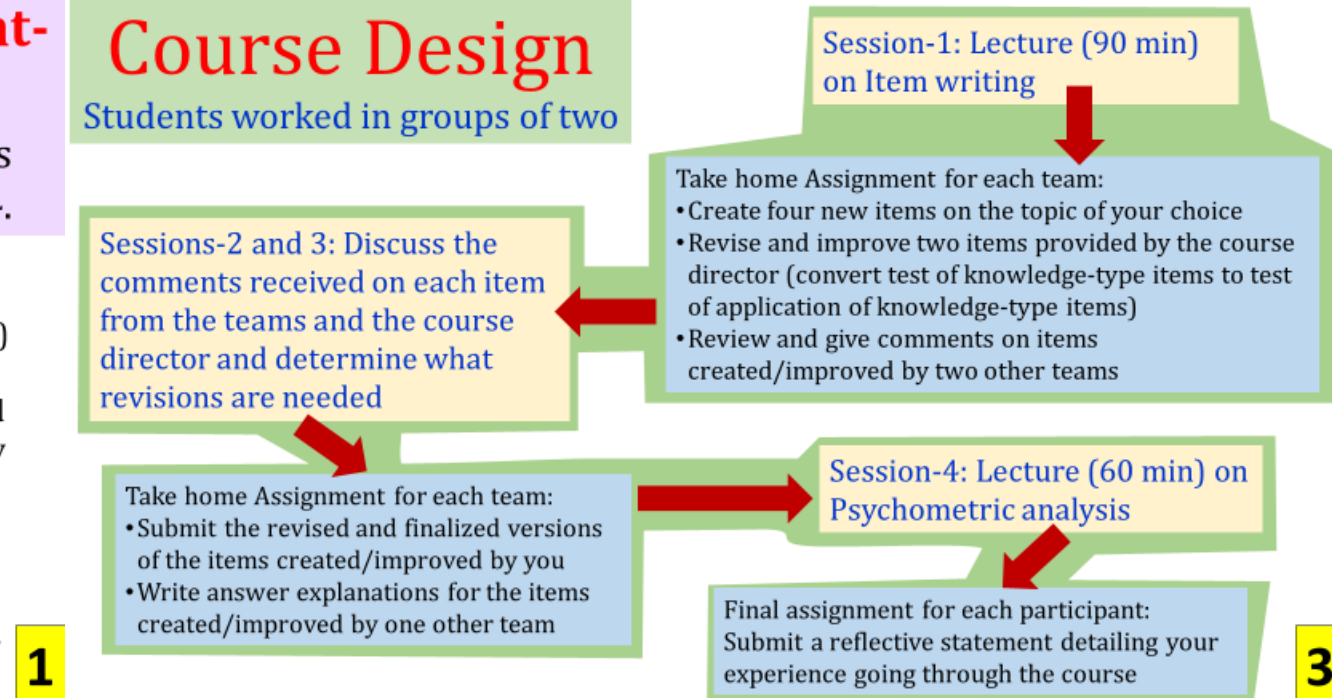 nt-
s
.
)
l
y
1
Course Design
Students worked in groups of two
Session-1: Lecture (90 min)
on Item writing
Take home Assignment for each team:
•Create four new items on the topic of your choice
•Revise and improve two items provided by the course
director (convert test of knowledge-type items to test
of application of knowledge-type items)
•Review and give comments on items
created/improved by two other teams
Sessions-2 and 3: Discuss the
comments received on each item
from the teams and the course
director and determine what
revisions are needed
Take home Assignment for each team:
•Submit the revised and finalized versions
of the items created/improved by you
•Write answer explanations for the items
created/improved by one other team
Session-4: Lecture (60 min) on
Psychometric analysis
Final assignment for each participant:
Submit a reflective statement detailing your
experience going through the course
3